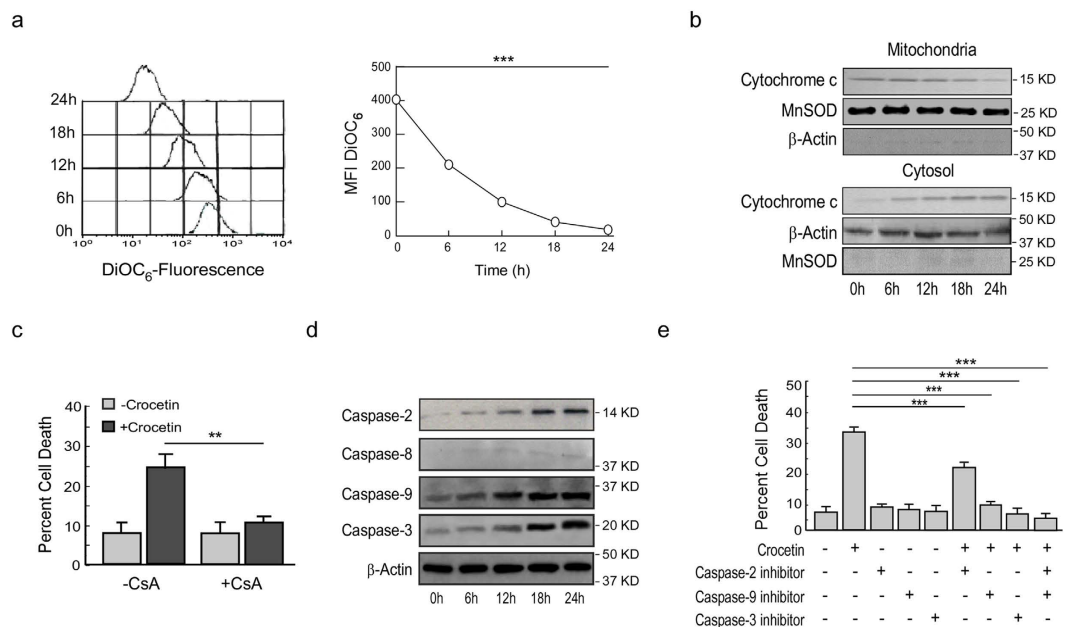 a
24h
18h
12h
6h
0h
10⁰ 10¹ 10² 10³ 10⁴
DiOC₆-Fluorescence
***
500
400
300
200
100
0
MFI DiOC₆
0 6 12 18 24
Time (h)
b
Mitochondria
Cytochrome c - 15 KD
MnSOD - 25 KD
β-Actin - 50 KD
- 37 KD
Cytosol
Cytochrome c - 15 KD
- 50 KD
β-Actin - 37 KD
MnSOD - 25 KD
0h 6h 12h 18h 24h
c
-Crocetin
+Crocetin
**
40
30
20
10
0
Percent Cell Death
-CsA +CsA
d
Caspase-2 - 14 KD
Caspase-8
- 37 KD
Caspase-9 - 37 KD
Caspase-3 - 20 KD
- 50 KD
β-Actin
- 37 KD
0h 6h 12h 18h 24h
e
***
***
***
***
50
40
30
20
10
0
Percent Cell Death
Crocetin - + - - - + + + +
Caspase-2 inhibitor - - + - - + - - +
Caspase-9 inhibitor - - - + - - + - +
Caspase-3 inhibitor - - - - + - - + -